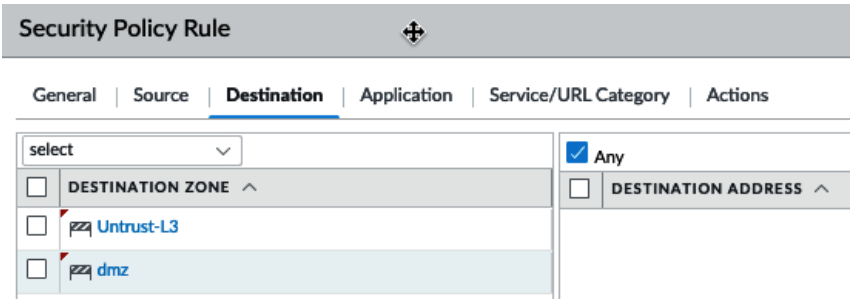 Security Policy Rule
General | Source | Destination | Application | Service/URL Category | Actions
select
Any
DESTINATION ZONE
DESTINATION ADDRESS
Untrust-L3
dmz